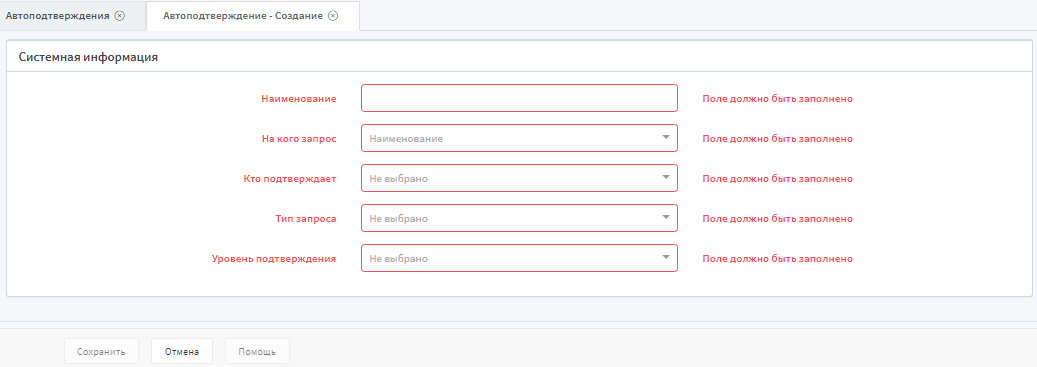 Автоподтверждения
Автоподтверждение - Создание
Системная информация
Наименование
Поле должно быть заполнено
На кого запрос
Наименование
Поле должно быть заполнено
Кто подтверждает
Не выбрано
Поле должно быть заполнено
Тип запроса
Не выбрано
Поле должно быть заполнено
Уровень подтверждения
Не выбрано
Поле должно быть заполнено
Сохранить
Отмена
Помощь